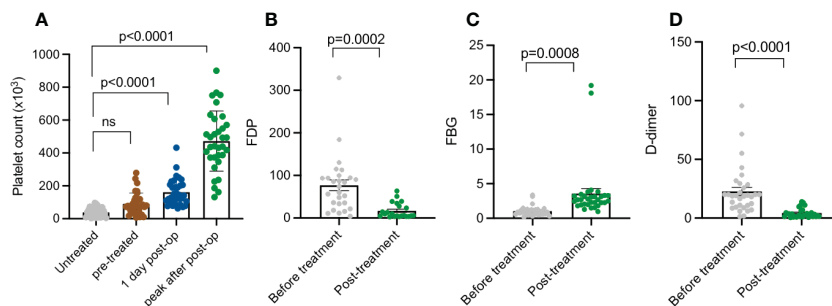 A
p<0.0001
p<0.0001
ns
Platelet count (x10³)
1000
800
600
400
200
0
Untreated
pre-treated
1 day post-op
peak after post-op
B
p=0.0002
FDP
400
300
200
100
0
Before treatment
Post-treatment
C
p=0.0008
FBG
25
20
15
10
5
0
Before treatment
Post-treatment
D
p<0.0001
D-dimer
150
100
50
0
Before treatment
Post-treatment